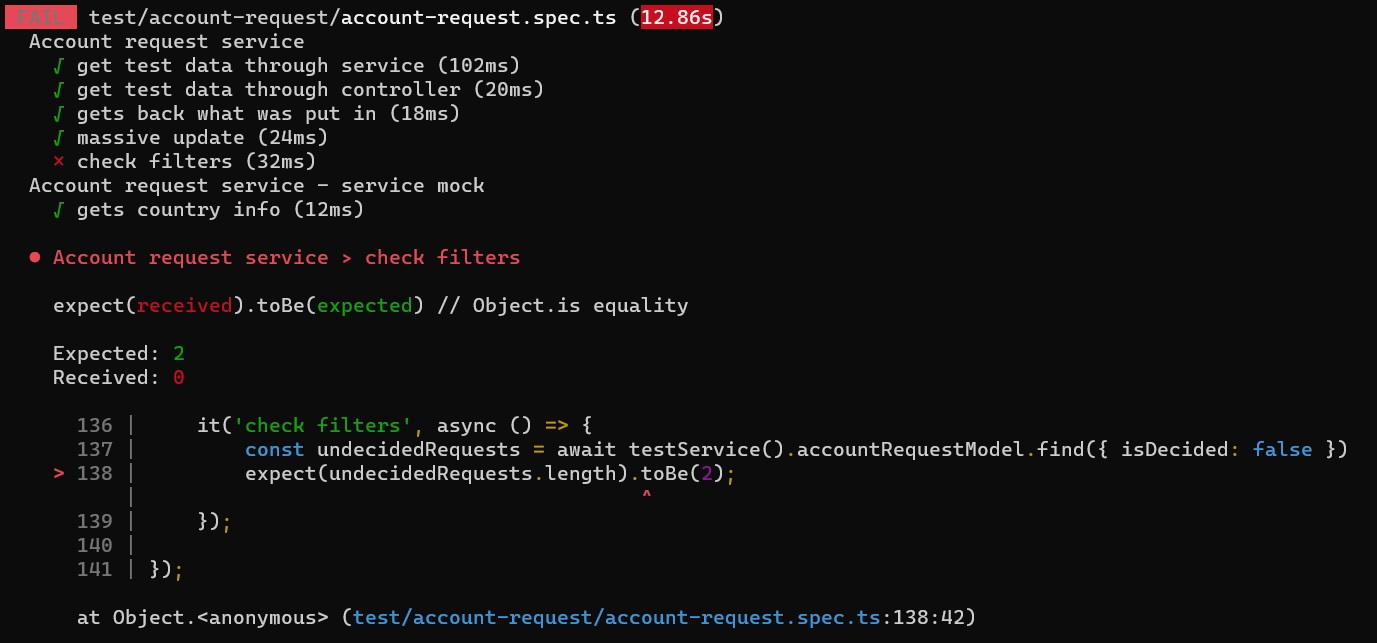 FAIL test/account-request/account-request.spec.ts (12.86s)
Account request service
√ get test data through service (102ms)
√ get test data through controller (20ms)
√ gets back what was put in (18ms)
√ massive update (24ms)
× check filters (32ms)
Account request service - service mock
√ gets country info (12ms)
● Account request service > check filters
expect(received).toBe(expected) // Object.is equality
Expected: 2
Received: 0
136 |     it('check filters', async () => {
137 |         const undecidedRequests = await testService().accountRequestModel.find({ isDecided: false })
> 138 |         expect(undecidedRequests.length).toBe(2);
|                                          ^
139 |     });
140 |
141 | });
at Object.<anonymous> (test/account-request/account-request.spec.ts:138:42)